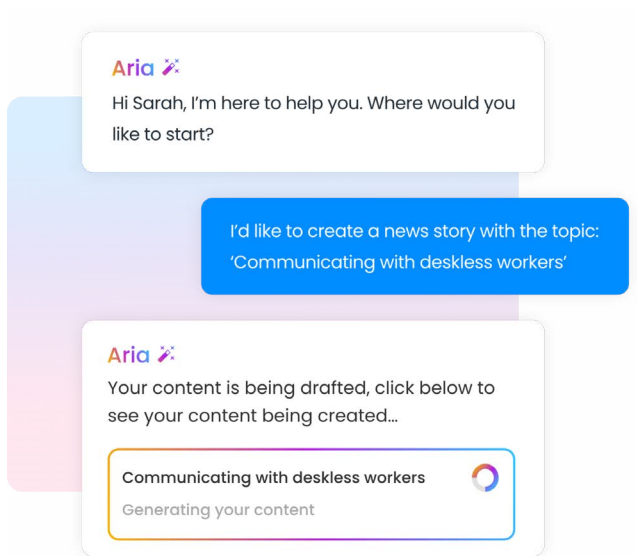 Aria
Hi Sarah, I’m here to help you. Where would you
like to start?
I’d like to create a news story with the topic:
‘Communicating with deskless workers’
Aria
Your content is being drafted, click below to
see your content being created...
Communicating with deskless workers
Generating your content